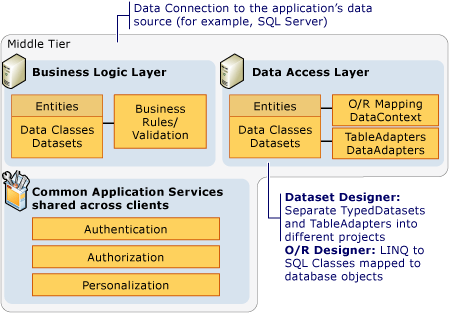 Data Connection to the application's data
source (for example, SQL Server)
Middle Tier
Business Logic Layer
Entities
Data Classes
Datasets
Business
Rules/
Validation
Data Access Layer
Entities
Data Classes
Datasets
O/R Mapping
DataContext
TableAdapters
DataAdapters
Common Application Services
shared across clients
Authentication
Authorization
Personalization
Dataset Designer:
Separate TypedDatasets
and TableAdapters into
different projects
O/R Designer: LINQ to
SQL Classes mapped to
database objects